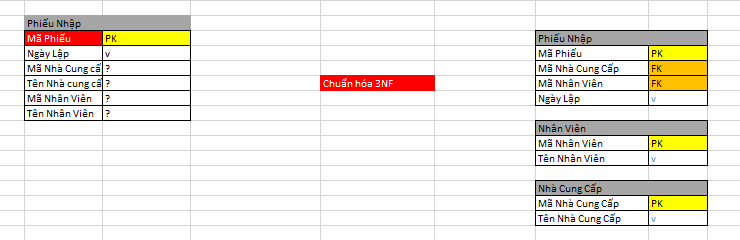 Phiếu Nhập
Mã Phiếu PK
Ngày Lập v
Mã Nhà Cung cấ ?
Tên Nhà cung cấ ?
Mã Nhân Viên ?
Tên Nhân Viên ?
Chuẩn hóa 3NF
Phiếu Nhập
Mã Phiếu PK
Mã Nhà Cung Cấp FK
Mã Nhân Viên FK
Ngày Lập v
Nhân Viên
Mã Nhân Viên PK
Tên Nhân Viên v
Nhà Cung Cấp
Mã Nhà Cung Cấp PK
Tên Nhà Cung Cấp v